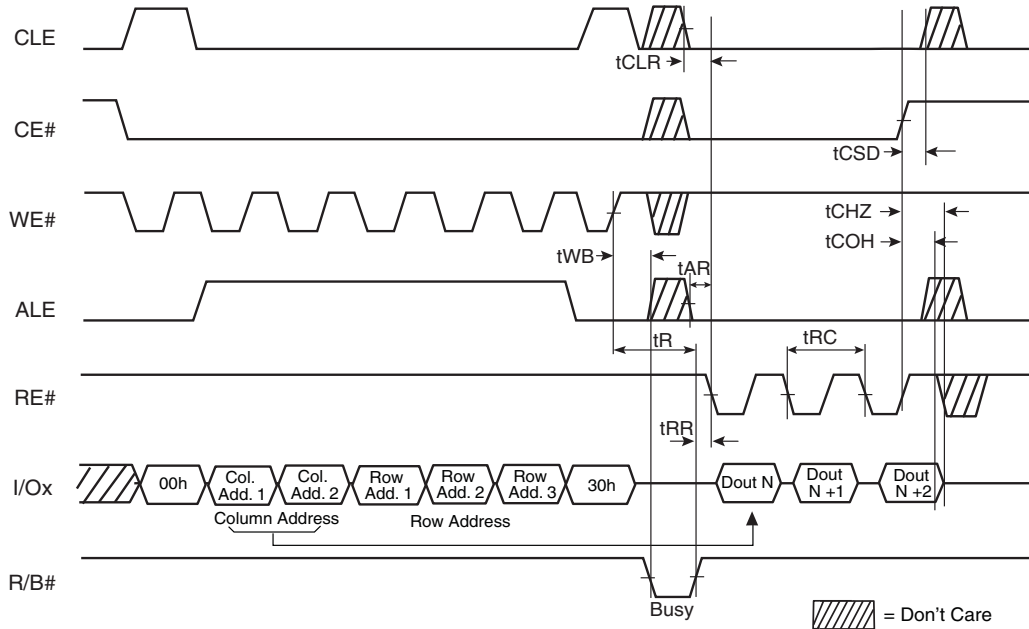 CLE
tCLR
CE#
tCSD
WE#
tCHZ
tCOH
tWB
tAR
ALE
tR
tRC
RE#
tRR
I/Ox
00h
Col.
Add. 1
Col.
Add. 2
Row
Add. 1
Row
Add. 2
Row
Add. 3
30h
Dout N
Dout
N +1
Dout
N +2
Column Address
Row Address
R/B#
Busy
= Don't Care